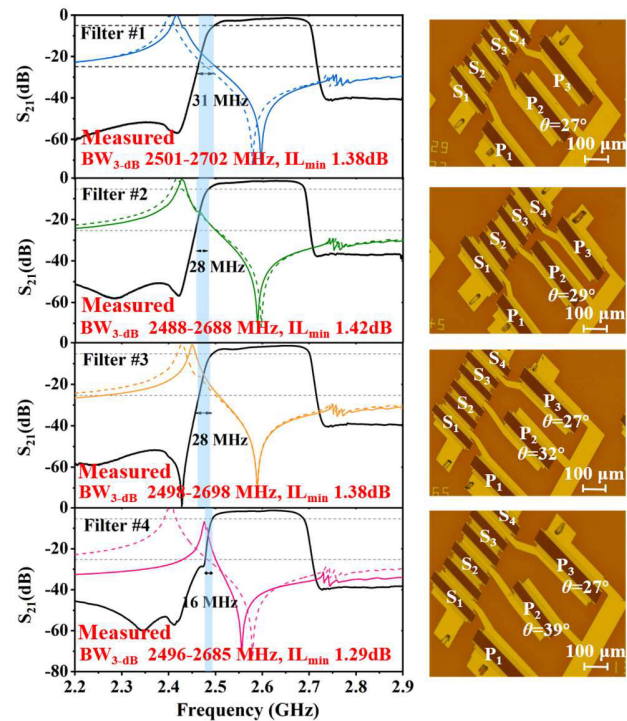 Filter #1
31 MHz
Measured
BW3-dB 2501-2702 MHz, ILmin 1.38dB
Filter #2
28 MHz
Measured
BW3-dB 2488-2688 MHz, ILmin 1.42dB
Filter #3
28 MHz
Measured
BW3-dB 2498-2698 MHz, ILmin 1.38dB
Filter #4
16 MHz
Measured
BW3-dB 2496-2685 MHz, ILmin 1.29dB
S21(dB)
0
-20
-40
-60
S21(dB)
0
-20
-40
-60
S21(dB)
0
-20
-40
-60
S21(dB)
0
-20
-40
-60
-80
2.2 2.3 2.4 2.5 2.6 2.7 2.8 2.9
Frequency (GHz)
S4
S3
S2
S1
P3
P2
θ=27°
P1
100 μm
29
S4
S3
S2
S1
P3
P2
θ=29°
P1
100 μm
+5
S4
S3
S2
S1
P3
θ=27°
P2
θ=32°
P1
100 μm
55
S4
S3
S2
S1
P3
θ=27°
P2
θ=39°
P1
100 μm